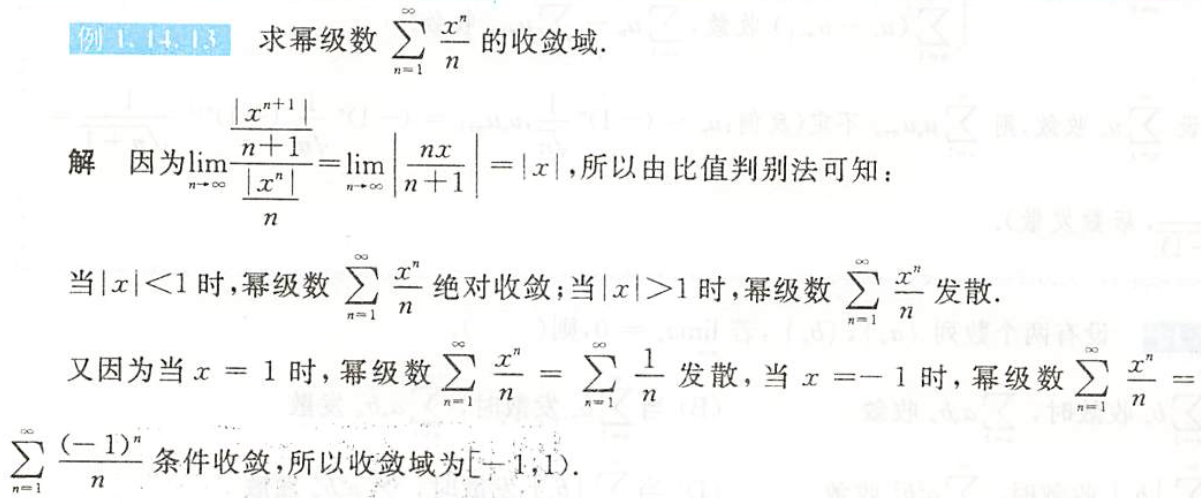 例 1.14.13 求幂级数 $\sum_{n=1}^{\infty} \frac{x^n}{n}$ 的收敛域.
解 因为 $\lim_{n\to\infty} \frac{\frac{|x^{n+1}|}{n+1}}{\frac{|x^n|}{n}} = \lim_{n\to\infty} \left| \frac{nx}{n+1} \right| = |x|$,所以由比值判别法可知:
当$|x|<1$时,幂级数 $\sum_{n=1}^{\infty} \frac{x^n}{n}$ 绝对收敛;当$|x|>1$时,幂级数 $\sum_{n=1}^{\infty} \frac{x^n}{n}$ 发散.
又因为当 $x = 1$ 时,幂级数 $\sum_{n=1}^{\infty} \frac{x^n}{n} = \sum_{n=1}^{\infty} \frac{1}{n}$ 发散,当 $x = -1$ 时,幂级数 $\sum_{n=1}^{\infty} \frac{x^n}{n} =$
$\sum_{n=1}^{\infty} \frac{(-1)^n}{n}$ 条件收敛,所以收敛域为$[-1,1)$.